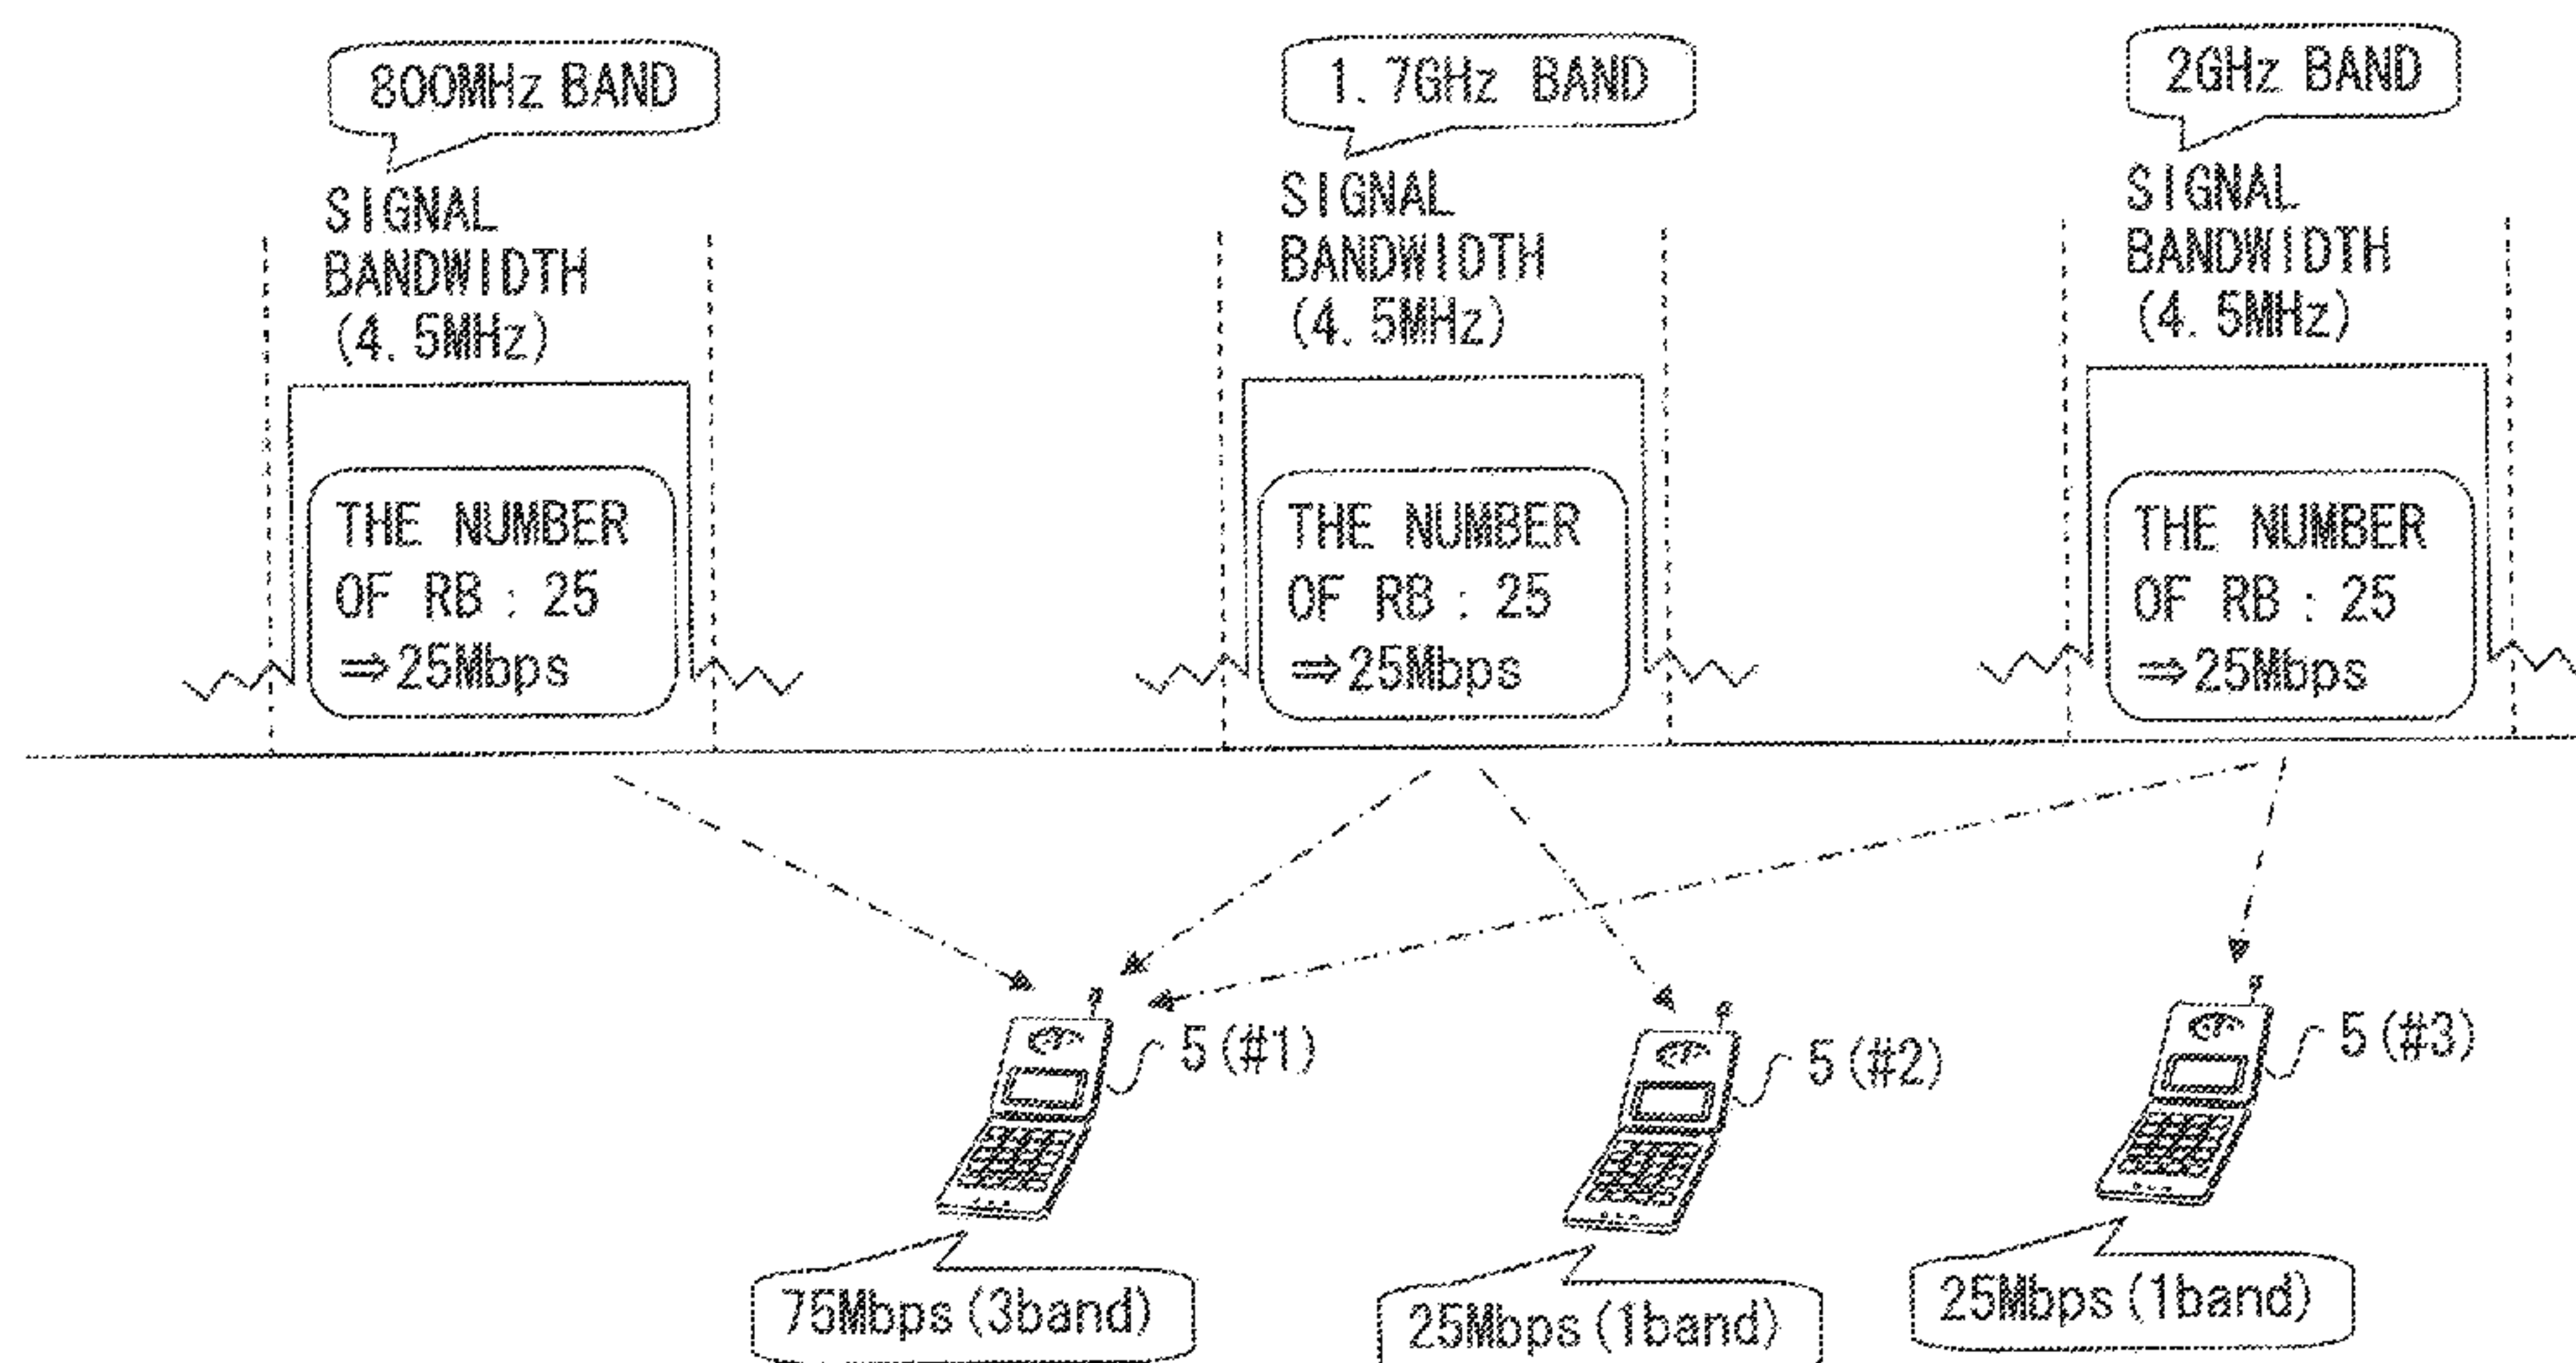 800MHz BAND
SIGNAL
BANDWIDTH
(4. 5MHz)
THE NUMBER
OF RB : 25
⇒25Mbps
1. 7GHz BAND
SIGNAL
BANDWIDTH
(4. 5MHz)
THE NUMBER
OF RB : 25
⇒25Mbps
2GHz BAND
SIGNAL
BANDWIDTH
(4. 5MHz)
THE NUMBER
OF RB : 25
⇒25Mbps
5(#1)
75Mbps(3band)
5(#2)
25Mbps(1band)
5(#3)
25Mbps(1band)